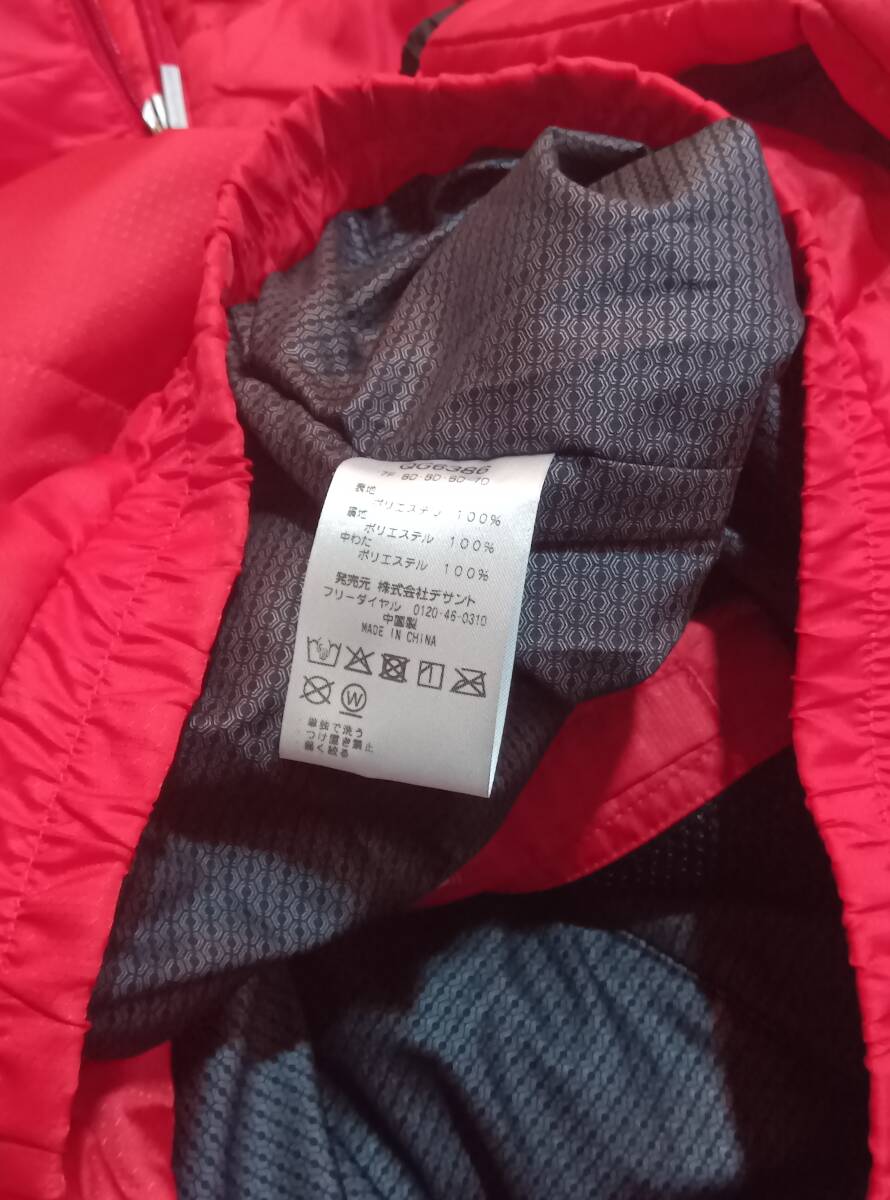 QG6386
表地
ポリエステル 100%
裏地
ポリエステル 100%
中わた
ポリエステル 100%
発売元 株式会社デサント
フリーダイヤル 0120-46-0310
中国製
MADE IN CHINA
W
単独で洗う
つけ置き禁止
弱く絞る